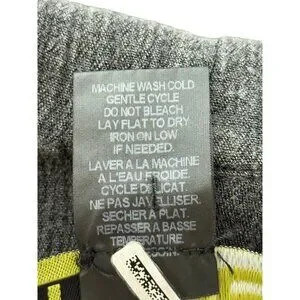 MACHINE WASH COLD
GENTLE CYCLE
DO NOT BLEACH
LAY FLAT TO DRY
IRON ON LOW
IF NEEDED.
LAVER A LA MACHINE
A L'EAU FROIDE
CYCLE DELICAT.
NE PAS JAVELLISER.
SECHER A PLAT.
REPASSER A BASSE
TEMPERATURE